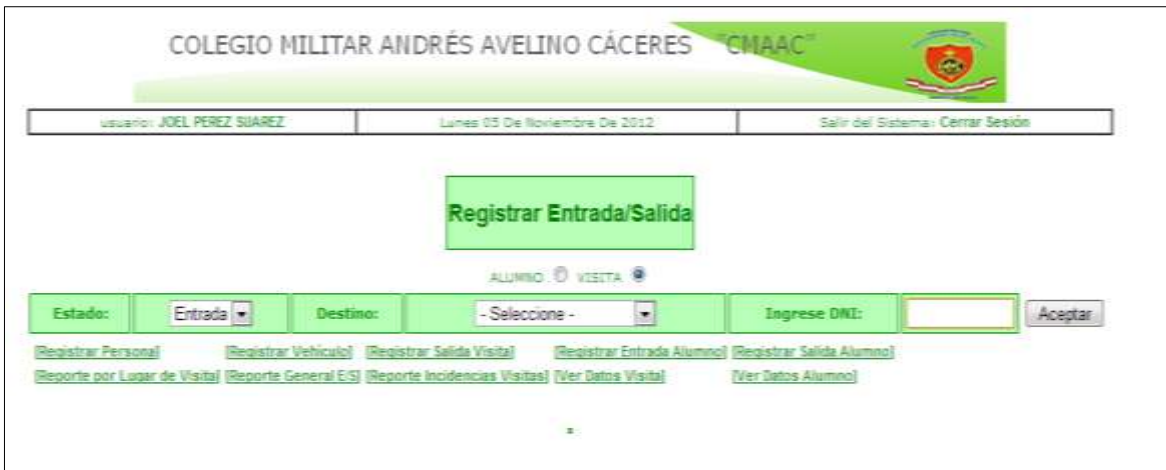 COLEGIO MILITAR ANDRÉS AVELINO CÁCERES "CMAAC"
usuario: JOEL PEREZ SUAREZ Lunes 05 De Noviembre De 2012 Salir del Sistema: Cerrar Sesión
Registrar Entrada/Salida
ALUMNO VISITA
Estado: Entrada Destino: - Seleccione - Ingrese DNI: Aceptar
[Registrar Persona] [Registrar Vehiculo] [Registrar Salida Visita] [Registrar Entrada Alumno] [Registrar Salida Alumno]
[Reporte por Lugar de Visita] [Reporte General E/S] [Reporte Incidencias Visitas] [Ver Datos Visita] [Ver Datos Alumno]